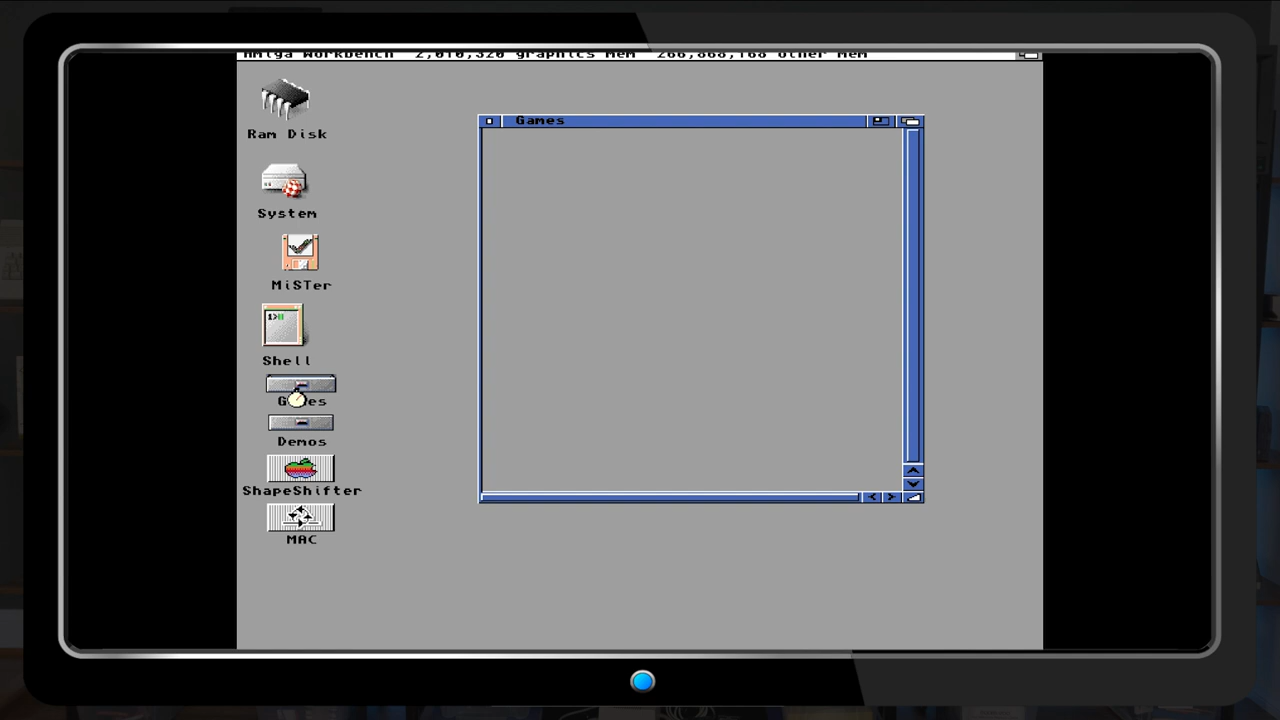 Amiga Workbench 2,010,320 graphics mem 266,868,168 other mem
Ram Disk
Games
System
MiSTer
1>
Shell
Demos
ShapeShifter
MAC